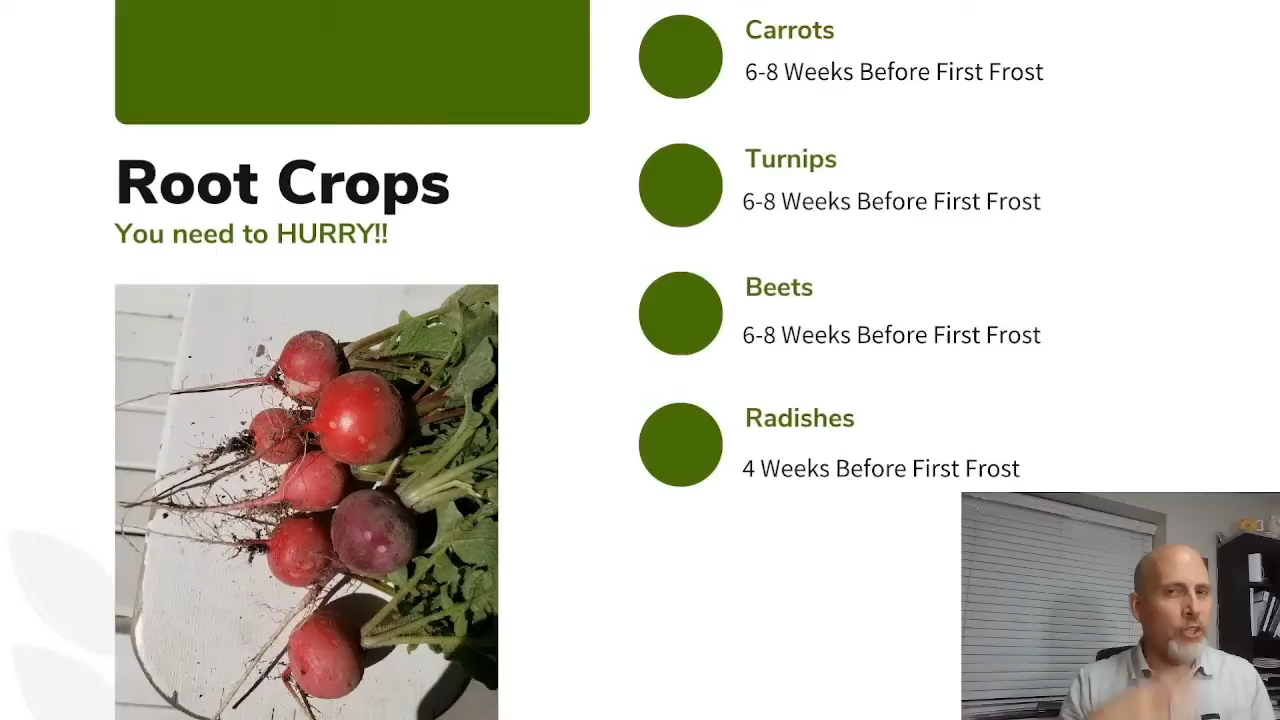 Root Crops
You need to HURRY!!
Carrots
6-8 Weeks Before First Frost
Turnips
6-8 Weeks Before First Frost
Beets
6-8 Weeks Before First Frost
Radishes
4 Weeks Before First Frost